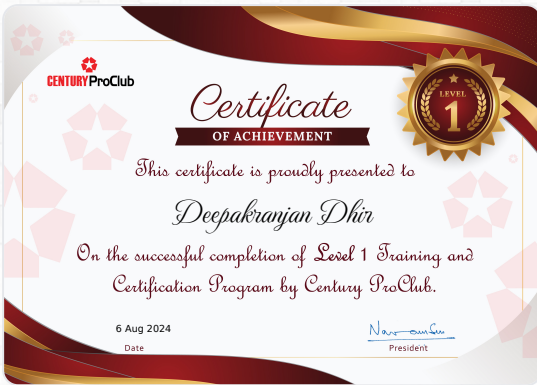 CENTURY ProClub
LEVEL
1
Certificate
OF ACHIEVEMENT
This certificate is proudly presented to
Deepakranjan Dhir
On the successful completion of Level 1 Training and
Certification Program by Century ProClub.
6 Aug 2024
Date
President